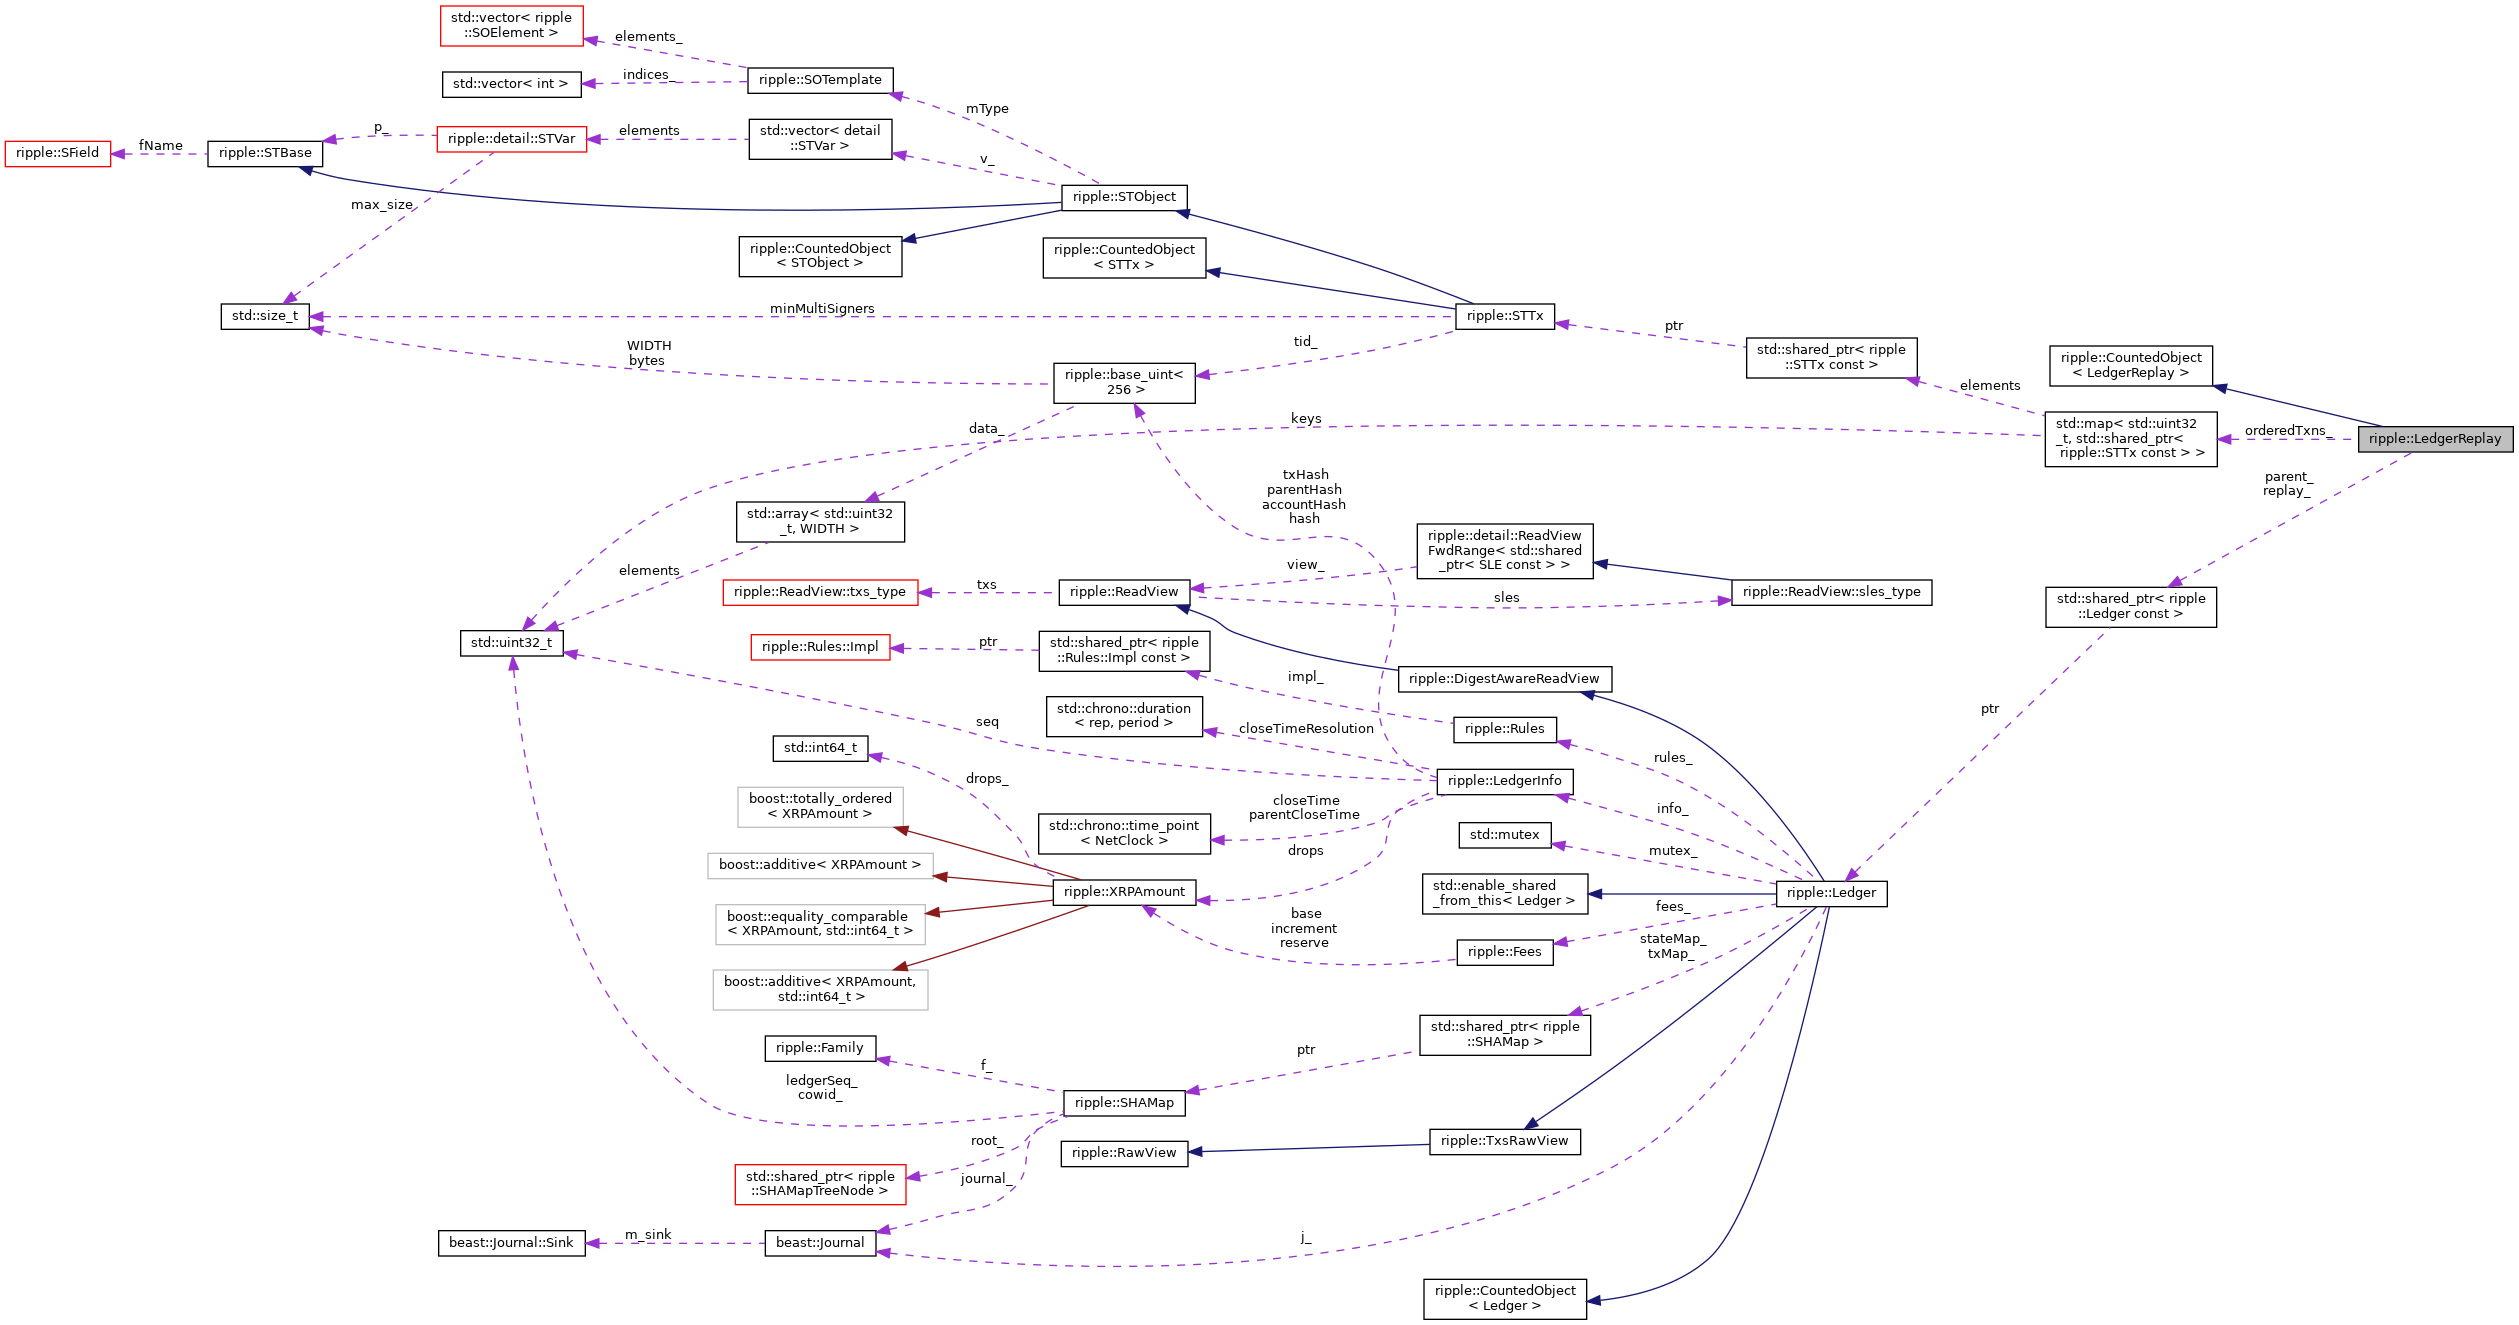 std::vector< ripple
::SOElement >
elements_
std::vector< int >
indices_
ripple::SOTemplate
mType
ripple::SField
fName
ripple::STBase
p_
ripple::detail::STVar
elements
std::vector< detail
::STVar >
v_
ripple::STObject
max_size
ripple::CountedObject
< STObject >
ripple::CountedObject
< STTx >
std::size_t
minMultiSigners
ripple::STTx
ptr
std::shared_ptr< ripple
::STTx const >
WIDTH
bytes
tid_
ripple::base_uint<
256 >
ripple::CountedObject
< LedgerReplay >
elements
keys
data_
std::map< std::uint32
_t, std::shared_ptr<
ripple::STTx const > >
orderedTxns_
ripple::LedgerReplay
parent_
replay_
txHash
parentHash
accountHash
hash
std::array< std::uint32
_t, WIDTH >
elements
ripple::detail::ReadView
FwdRange< std::shared
_ptr< SLE const > >
view_
ripple::ReadView::txs_type
txs
ripple::ReadView
sles
ripple::ReadView::sles_type
std::shared_ptr< ripple
::Ledger const >
std::uint32_t
ripple::Rules::Impl
ptr
std::shared_ptr< ripple
::Rules::Impl const >
impl_
ripple::DigestAwareReadView
std::chrono::duration
< rep, period >
closeTimeResolution
ripple::Rules
ptr
seq
std::int64_t
drops_
rules_
ripple::LedgerInfo
info_
boost::totally_ordered
< XRPAmount >
closeTime
parentCloseTime
std::chrono::time_point
< NetClock >
drops
std::mutex
mutex_
boost::additive< XRPAmount >
ripple::XRPAmount
std::enable_shared
_from_this< Ledger >
ripple::Ledger
fees_
boost::equality_comparable
< XRPAmount, std::int64_t >
base
increment
reserve
ripple::Fees
stateMap_
txMap_
boost::additive< XRPAmount,
std::int64_t >
std::shared_ptr< ripple
::SHAMap >
ptr
ripple::Family
f_
ledgerSeq_
cowid_
ripple::SHAMap
root_
ripple::RawView
ripple::TxsRawView
std::shared_ptr< ripple
::SHAMapTreeNode >
journal_
beast::Journal::Sink
m_sink
beast::Journal
j_
ripple::CountedObject
< Ledger >